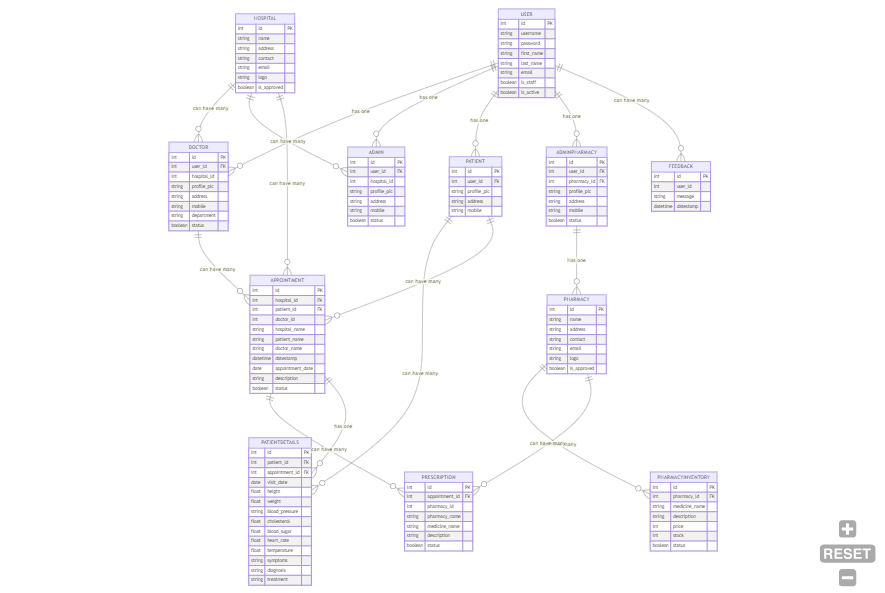 HOSPITAL
int id PK
string name
string address
string contact
string email
string logo
boolean is_approved
USER
int id PK
string username
string password
string first_name
string last_name
string email
boolean is_staff
boolean is_active
can have many
has one
has one
has one
has one
can have many
can have many
can have many
DOCTOR
int id PK
int user_id FK
int hospital_id FK
string profile_pic
string address
string mobile
string department
boolean status
ADMIN
int id PK
int user_id FK
int hospital_id
string profile_pic
string address
string mobile
boolean status
PATIENT
int id PK
int user_id FK
string profile_pic
string address
string mobile
ADMINPHARMACY
int id PK
int user_id FK
int pharmacy_id FK
string profile_pic
string address
string mobile
boolean status
FEEDBACK
int id PK
int user_id
string message
datetime datestamp
can have many
can have many
has one
APPOINTMENT
int id PK
int hospital_id FK
int patient_id FK
int doctor_id
string hospital_name
string patient_name
string doctor_name
datetime datestamp
date appointment_date
string description
boolean status
PHARMACY
int id PK
string name
string address
string contact
string email
string logo
boolean is_approved
can have many
has one
can have many
can have many
many
PATIENTDETAILS
int id PK
int patient_id FK
int appointment_id FK
date visit_date
float height
float weight
string blood_pressure
float cholesterol
float blood_sugar
float heart_rate
float temperature
string symptoms
string diagnosis
string treatment
PRESCRIPTION
int id PK
int appointment_id FK
int pharmacy_id
string pharmacy_name
string medicine_name
string description
boolean status
PHARMACYINVENTORY
int id PK
int pharmacy_id FK
string medicine_name
string description
int price
int stock
boolean status
RESET